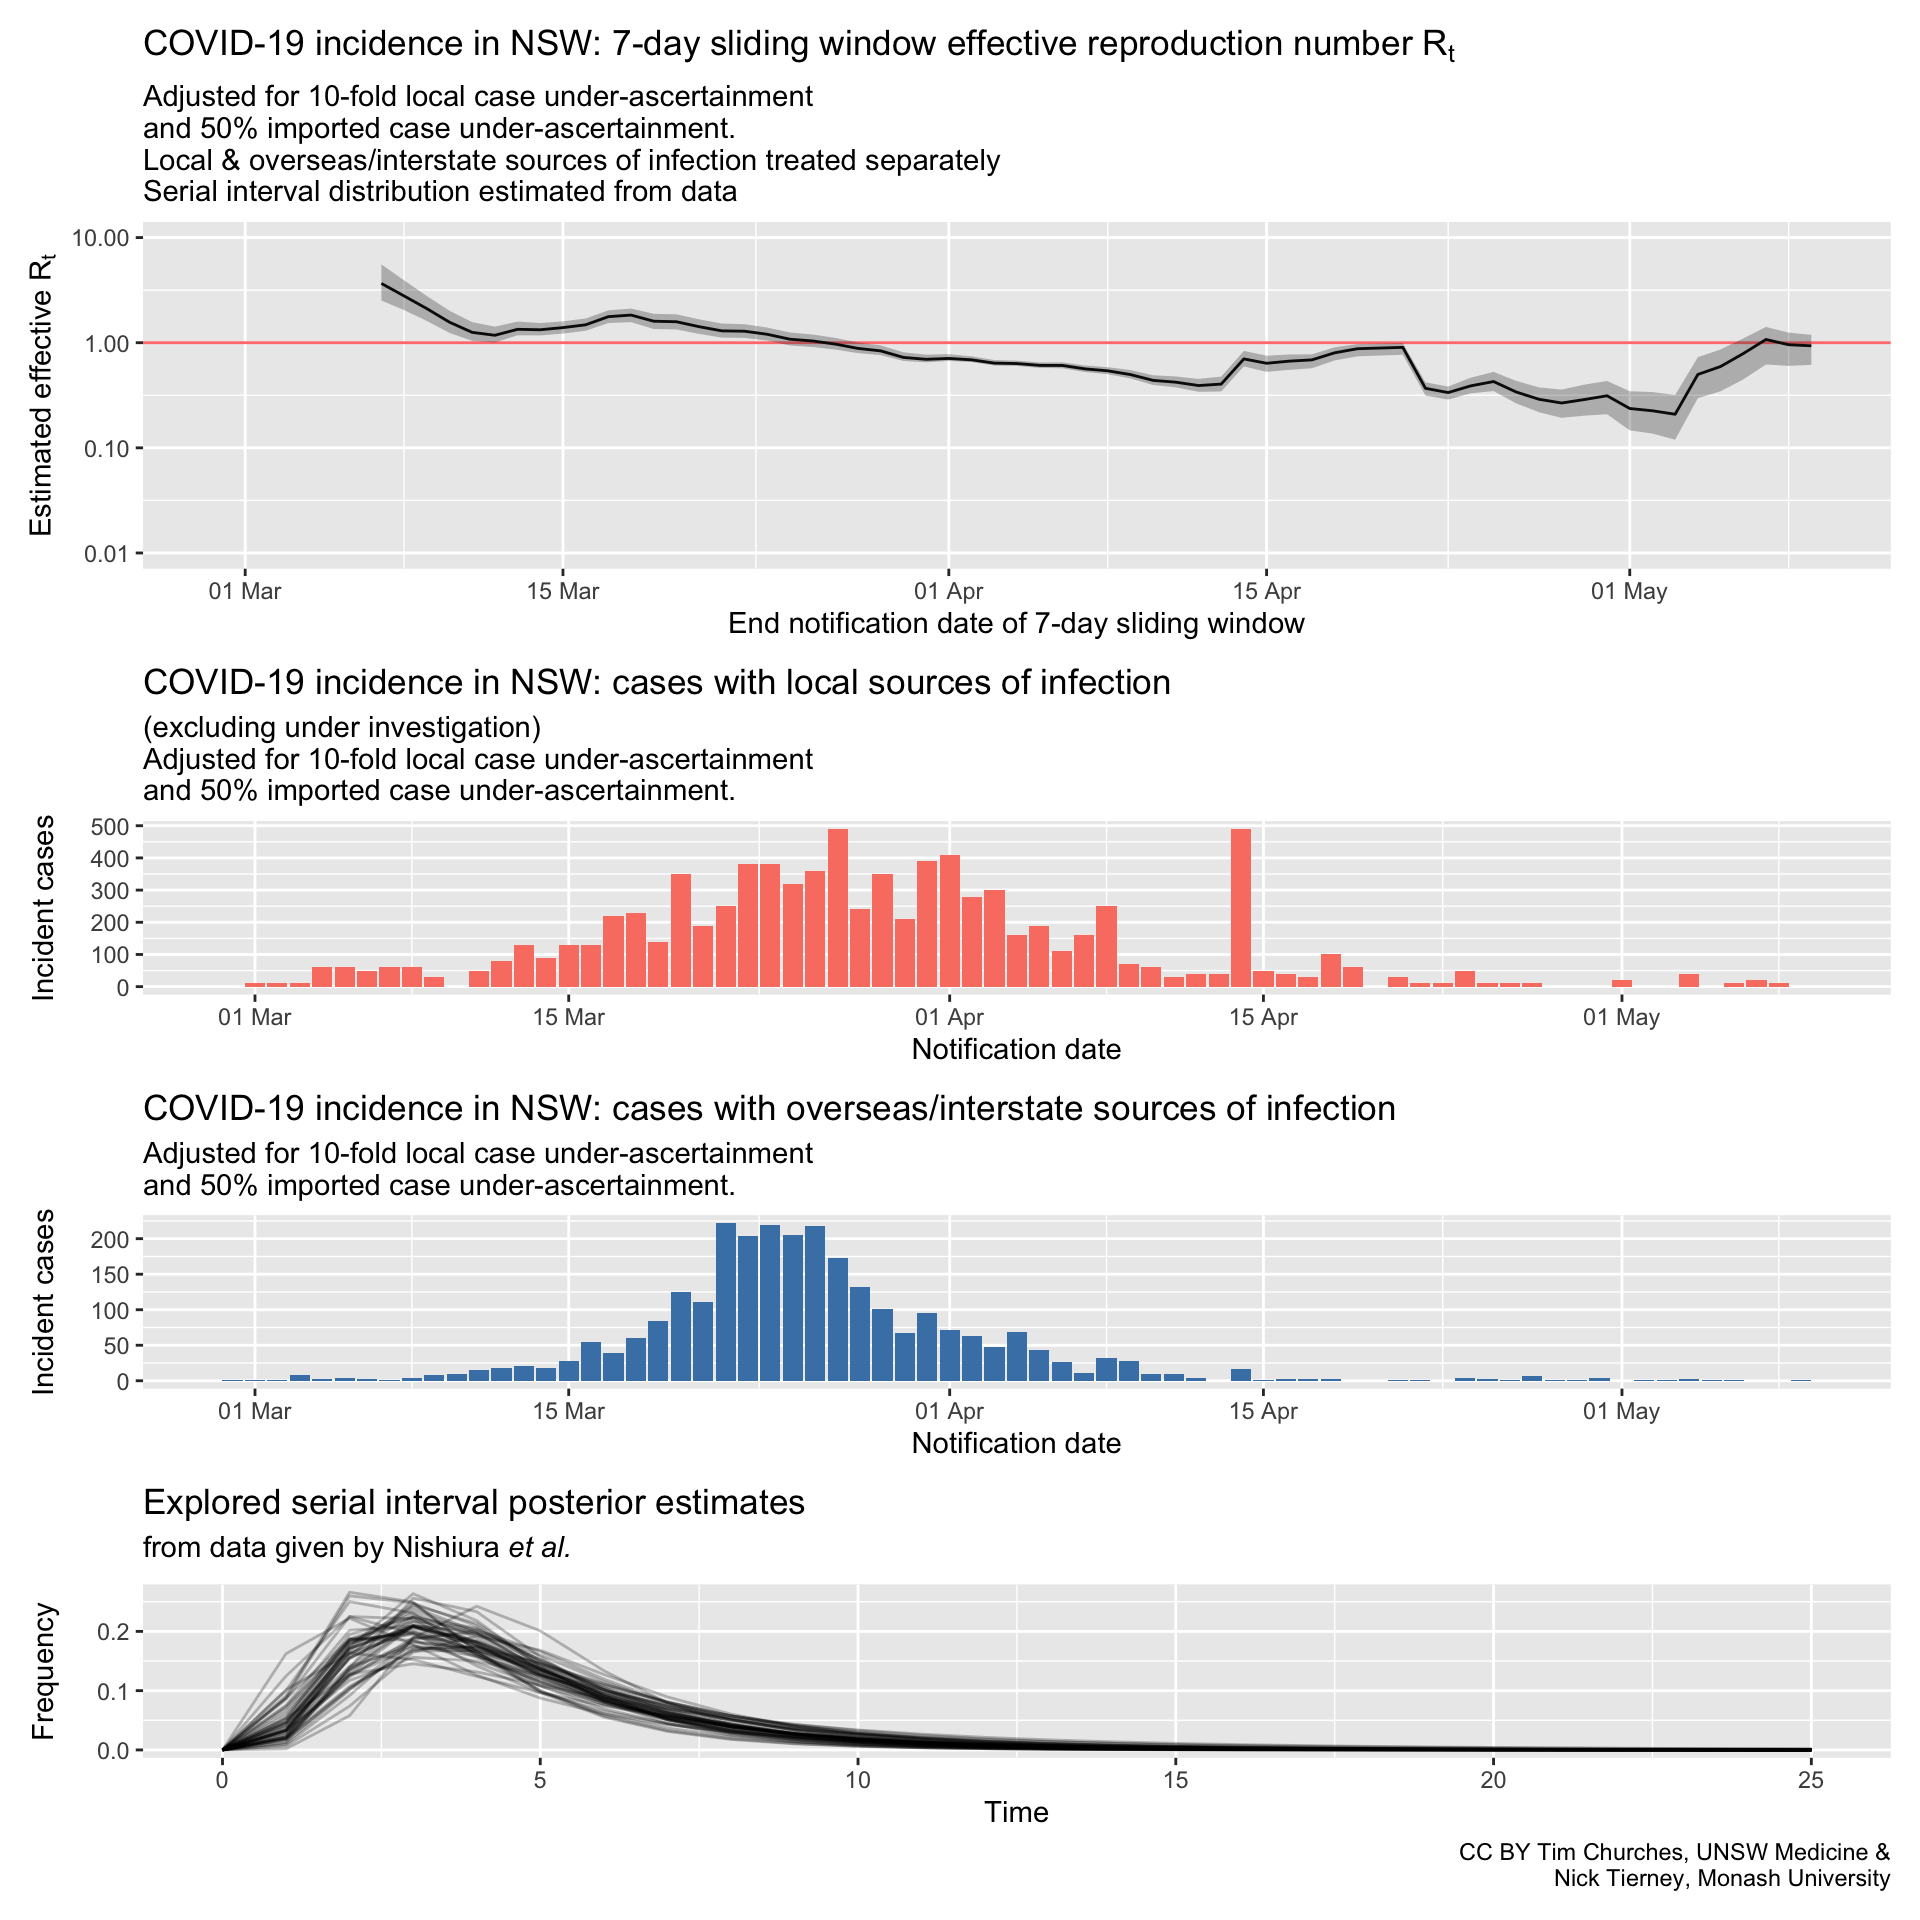 COVID-19 incidence in NSW: 7-day sliding window effective reproduction number Rt
Adjusted for 10-fold local case under-ascertainment
and 50% imported case under-ascertainment.
Local & overseas/interstate sources of infection treated separately
Serial interval distribution estimated from data
Estimated effective Rt
10.00
1.00
0.10
0.01
01 Mar 15 Mar 01 Apr 15 Apr 01 May
End notification date of 7-day sliding window
COVID-19 incidence in NSW: cases with local sources of infection
(excluding under investigation)
Adjusted for 10-fold local case under-ascertainment
and 50% imported case under-ascertainment.
Incident cases
500
400
300
200
100
0
01 Mar 15 Mar 01 Apr 15 Apr 01 May
Notification date
COVID-19 incidence in NSW: cases with overseas/interstate sources of infection
Adjusted for 10-fold local case under-ascertainment
and 50% imported case under-ascertainment.
Incident cases
200
150
100
50
0
01 Mar 15 Mar 01 Apr 15 Apr 01 May
Notification date
Explored serial interval posterior estimates
from data given by Nishiura et al.
Frequency
0.2
0.1
0.0
0 5 10 15 20 25
Time
CC BY Tim Churches, UNSW Medicine &
Nick Tierney, Monash University